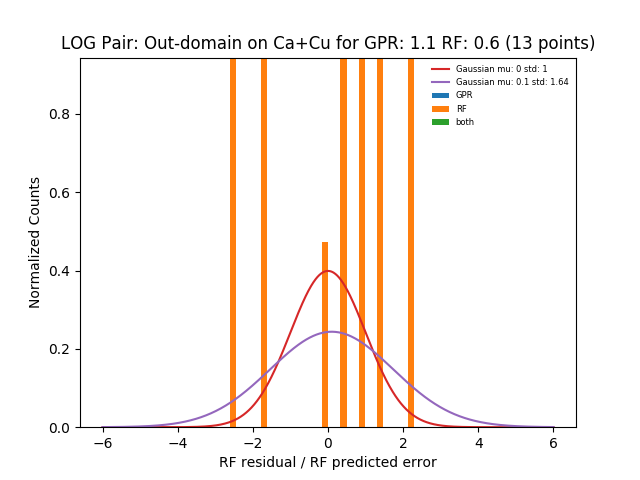 LOG Pair: Out-domain on Ca+Cu for GPR: 1.1 RF: 0.6 (13 points)
Gaussian mu: 0 std: 1
Gaussian mu: 0.1 std: 1.64
GPR
RF
both
Normalized Counts
0.8
0.6
0.4
0.2
0.0
−6 −4 −2 0 2 4 6
RF residual / RF predicted error